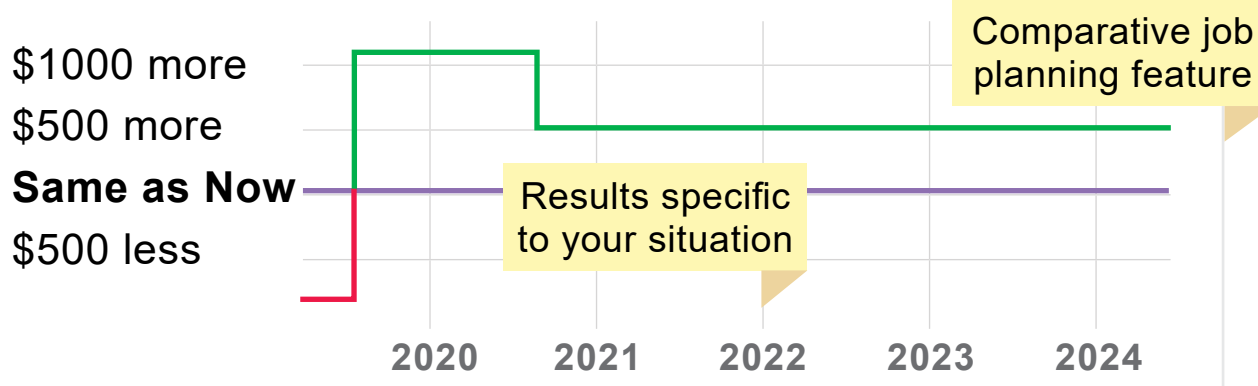 Comparative job
planning feature
$1000 more
$500 more
Same as Now
$500 less
Results specific
to your situation
2020 2021 2022 2023 2024